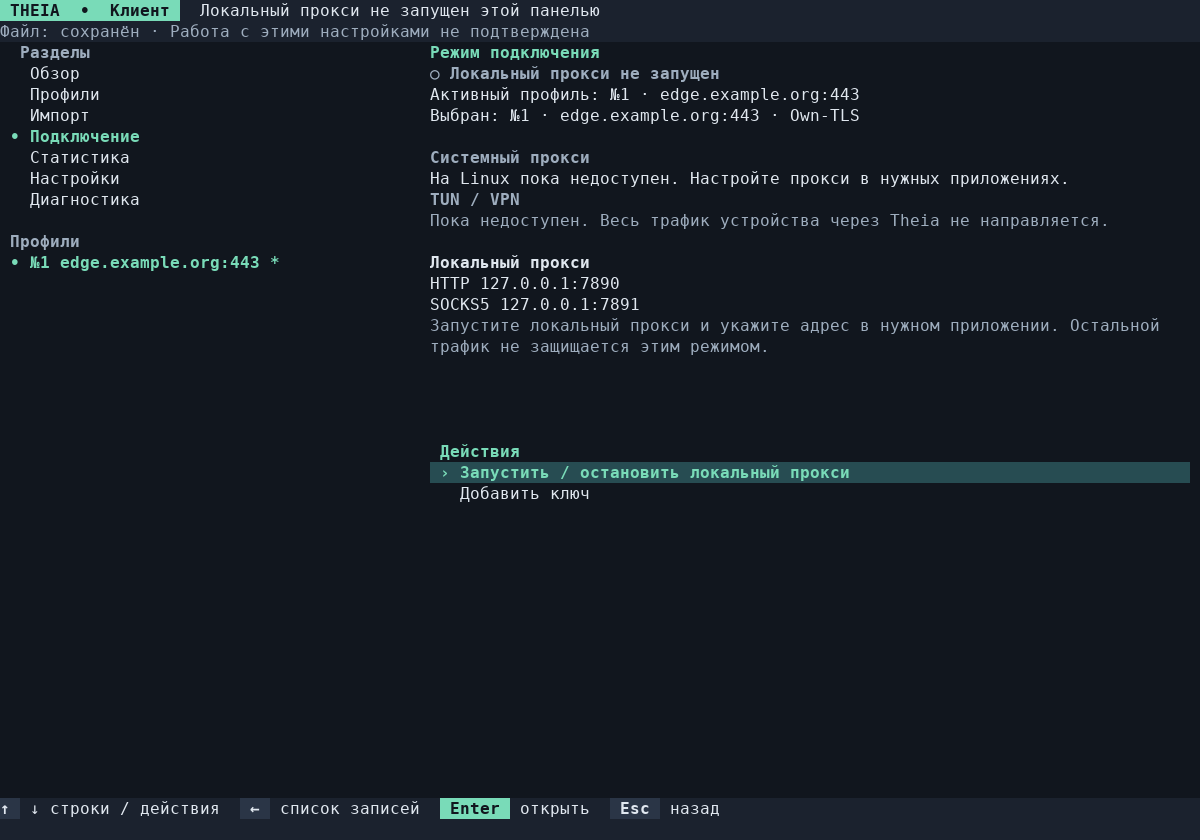 THEIA • Клиент Локальный прокси не запущен этой панелью
Файл: сохранён · Работа с этими настройками не подтверждена
Разделы
Обзор
Профили
Импорт
• Подключение
Статистика
Настройки
Диагностика
Профили
• №1 edge.example.org:443 *
Режим подключения
○ Локальный прокси не запущен
Активный профиль: №1 · edge.example.org:443
Выбран: №1 · edge.example.org:443 · Own-TLS
Системный прокси
На Linux пока недоступен. Настройте прокси в нужных приложениях.
TUN / VPN
Пока недоступен. Весь трафик устройства через Theia не направляется.
Локальный прокси
HTTP 127.0.0.1:7890
SOCKS5 127.0.0.1:7891
Запустите локальный прокси и укажите адрес в нужном приложении. Остальной
трафик не защищается этим режимом.
Действия
› Запустить / остановить локальный прокси
Добавить ключ
↑ ↓ строки / действия ← список записей Enter открыть Esc назад